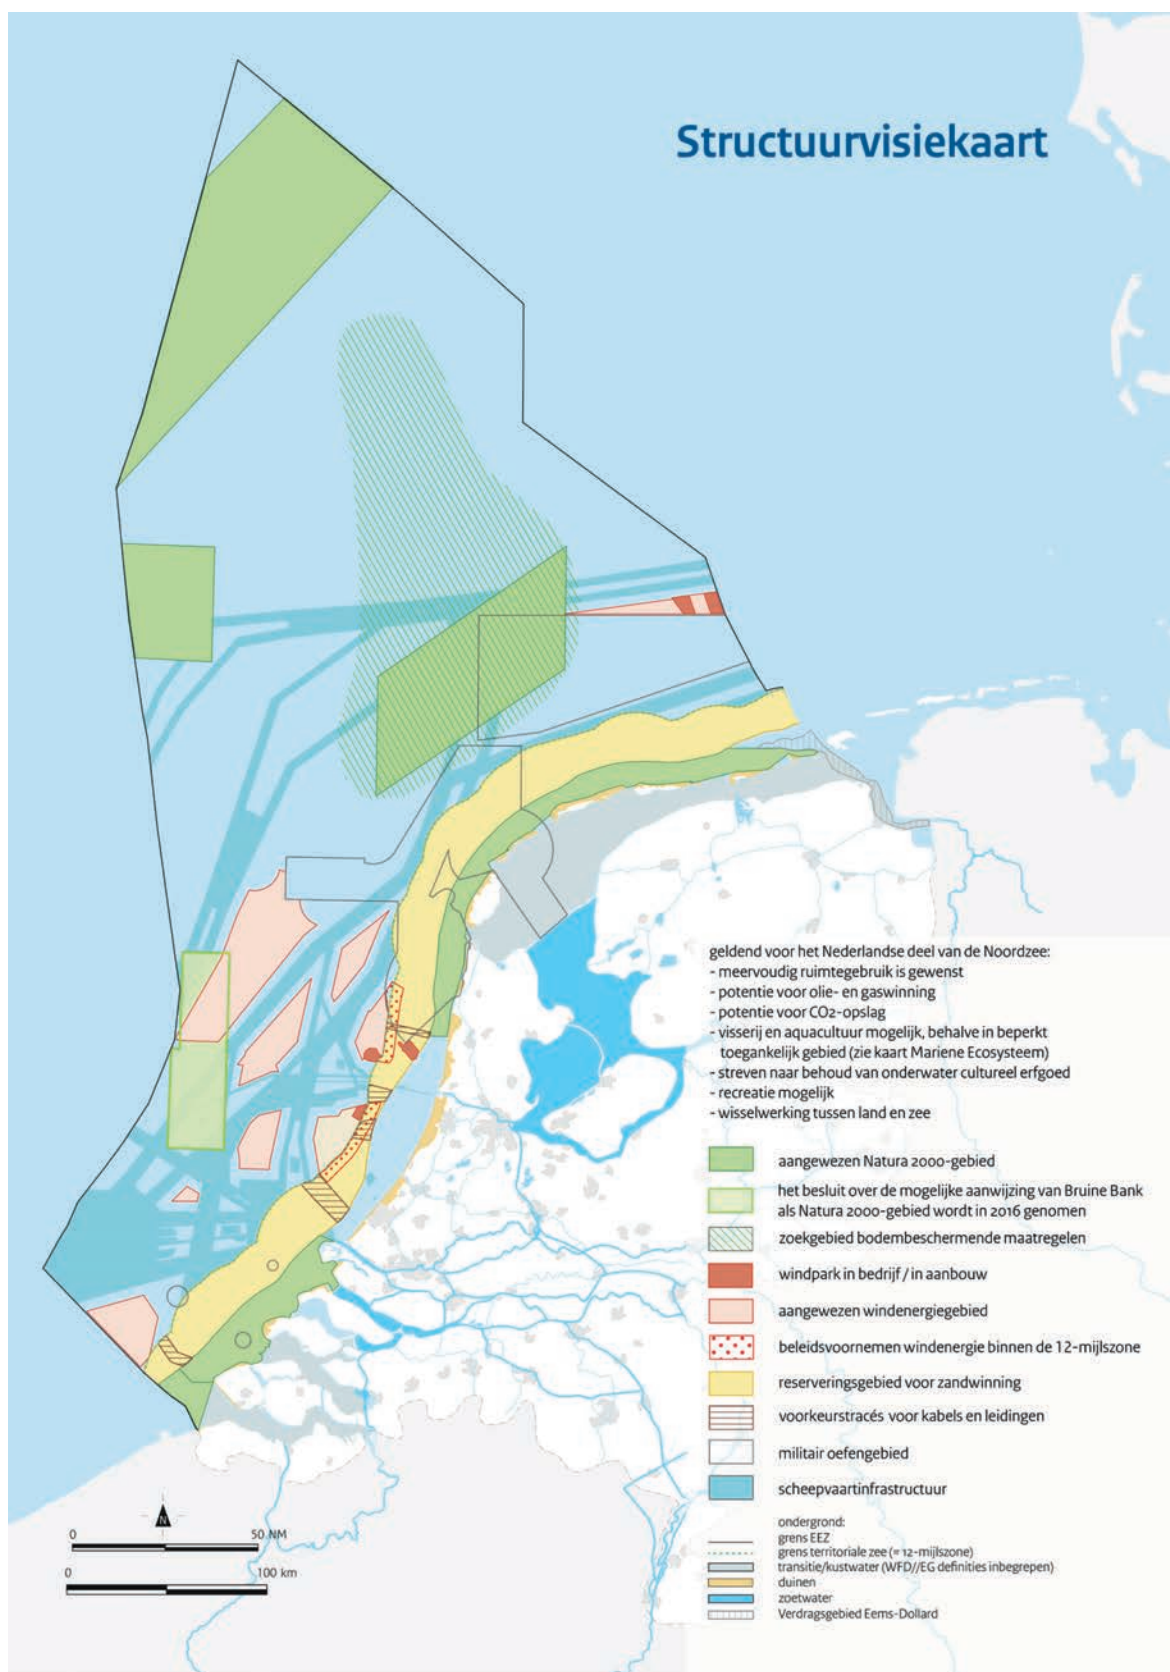 Structuurvisiekaart
geldend voor het Nederlandse deel van de Noordzee:
- meervoudig ruimtegebruik is gewenst
- potentie voor olie- en gaswinning
- potentie voor CO2-opslag
- visserij en aquacultuur mogelijk, behalve in beperkt
toegankelijk gebied (zie kaart Mariene Ecosysteem)
- streven naar behoud van onderwater cultureel erfgoed
- recreatie mogelijk
- wisselwerking tussen land en zee
aangewezen Natura 2000-gebied
het besluit over de mogelijke aanwijzing van Bruine Bank
als Natura 2000-gebied wordt in 2016 genomen
zoekgebied bodembeschermende maatregelen
windpark in bedrijf / in aanbouw
aangewezen windenergiegebied
beleidsvoornemen windenergie binnen de 12-mijlszone
reserveringsgebied voor zandwinning
voorkeurstracés voor kabels en leidingen
militair oefengebied
scheepvaartinfrastructuur
ondergrond:
grens EEZ
grens territoriale zee (= 12-mijlszone)
transitie/kustwater (WFD//EG definities inbegrepen)
duinen
zoetwater
Verdragsgebied Eems-Dollard
N
0 50 NM
0 100 km